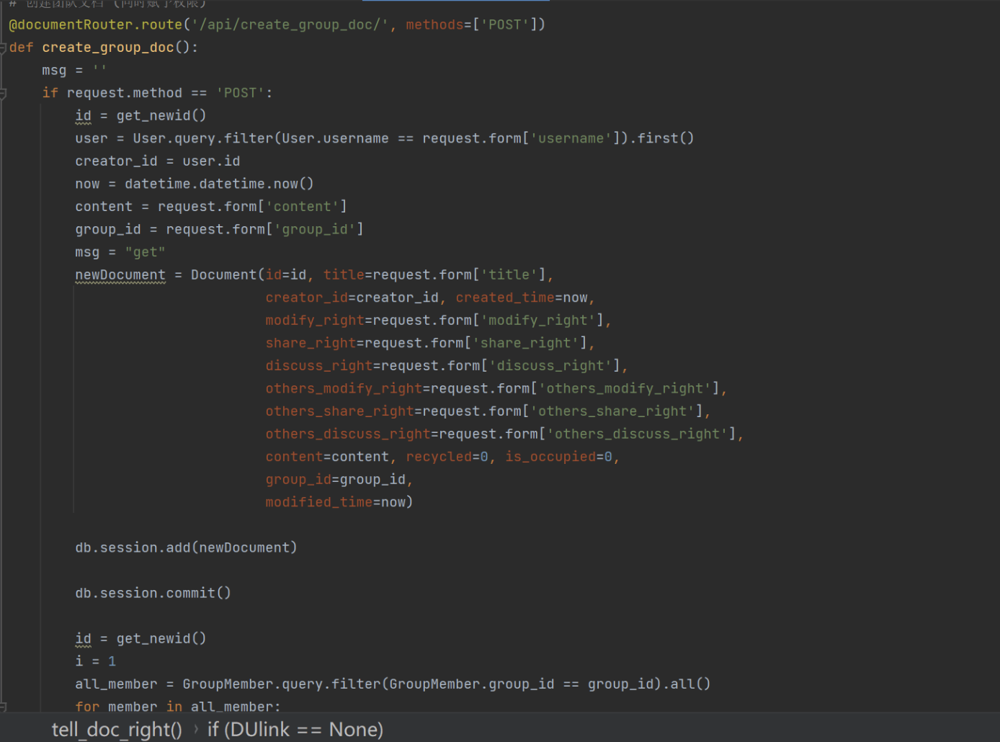 # 创建团队文档 (同时赋予权限)
@documentRouter.route('/api/create_group_doc/', methods=['POST'])
def create_group_doc():
msg = ''
if request.method == 'POST':
id = get_newid()
user = User.query.filter(User.username == request.form['username']).first()
creator_id = user.id
now = datetime.datetime.now()
content = request.form['content']
group_id = request.form['group_id']
msg = "get"
newDocument = Document(id=id, title=request.form['title'],
creator_id=creator_id, created_time=now,
modify_right=request.form['modify_right'],
share_right=request.form['share_right'],
discuss_right=request.form['discuss_right'],
others_modify_right=request.form['others_modify_right'],
others_share_right=request.form['others_share_right'],
others_discuss_right=request.form['others_discuss_right'],
content=content, recycled=0, is_occupied=0,
group_id=group_id,
modified_time=now)
db.session.add(newDocument)
db.session.commit()
id = get_newid()
i = 1
all_member = GroupMember.query.filter(GroupMember.group_id == group_id).all()
for member in all_member:
tell_doc_right() › if (DUlink == None)